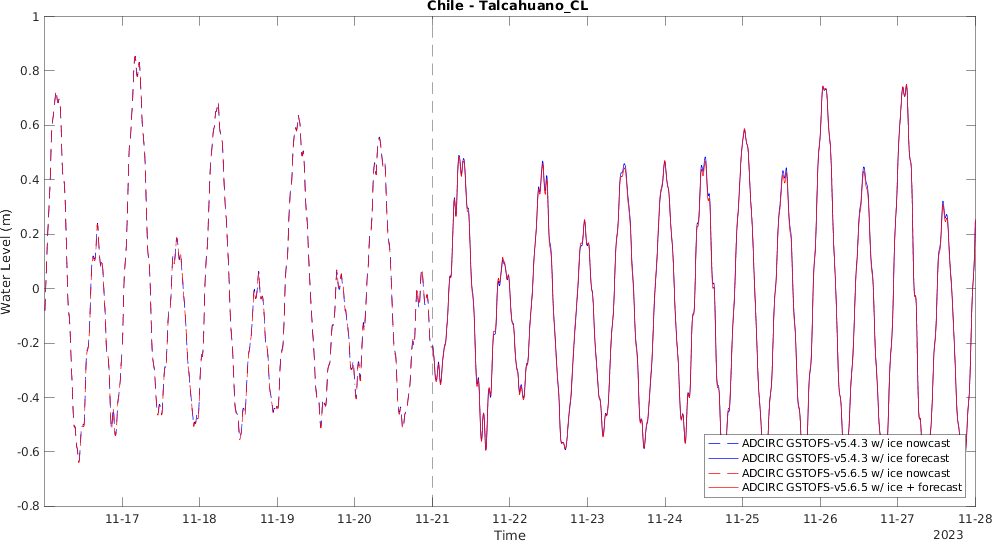 Chile - Talcahuano_CL
1
0.8
0.6
0.4
0.2
0
-0.2
-0.4
-0.6
-0.8
Water Level (m)
ADCIRC GSTOFS-v5.4.3 w/ ice nowcast
ADCIRC GSTOFS-v5.4.3 w/ ice forecast
ADCIRC GSTOFS-v5.6.5 w/ ice nowcast
ADCIRC GSTOFS-v5.6.5 w/ ice + forecast
11-17 11-18 11-19 11-20 11-21 11-22 11-23 11-24 11-25 11-26 11-27 11-28
Time
2023